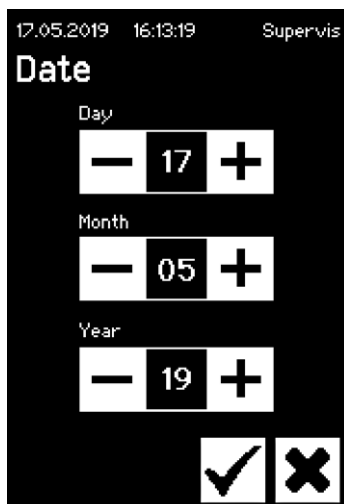 17.05.2019 16:13:19 Supervis
Date
Day
17
Month
05
Year
19